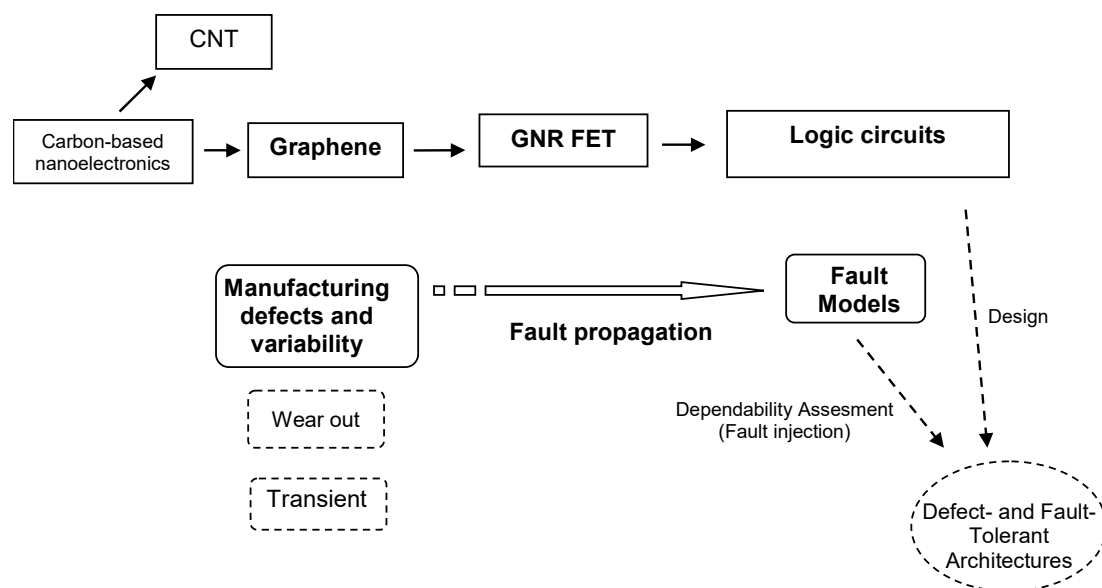 CNT
Carbon-based
nanoelectronics
Graphene
GNR FET
Logic circuits
Manufacturing
defects and
variability
Fault propagation
Fault
Models
Design
Wear out
Dependability Assesment
(Fault injection)
Transient
Defect- and Fault-
Tolerant
Architectures